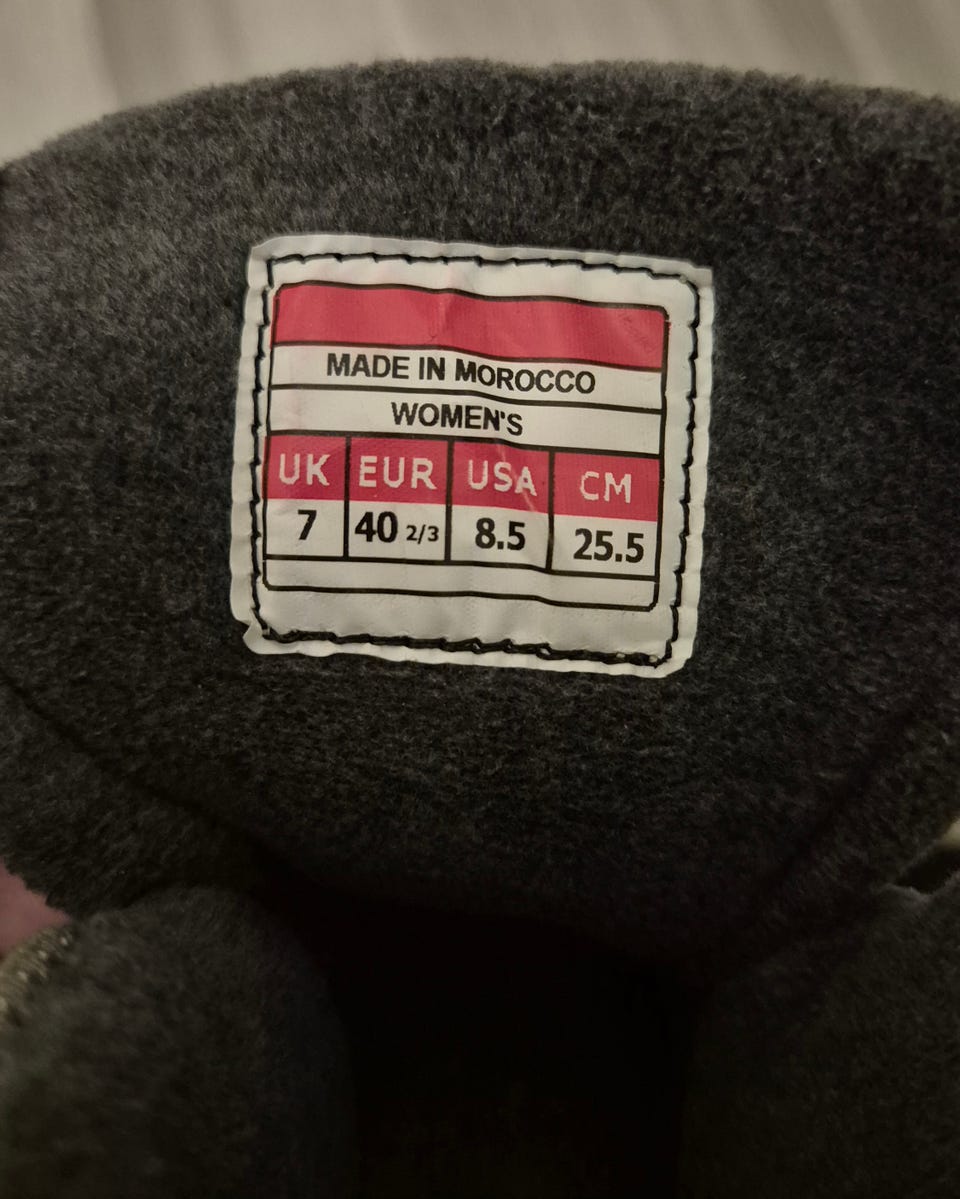 MADE IN MOROCCO
WOMEN'S
UK EUR USA CM
7 40 2/3 8.5 25.5